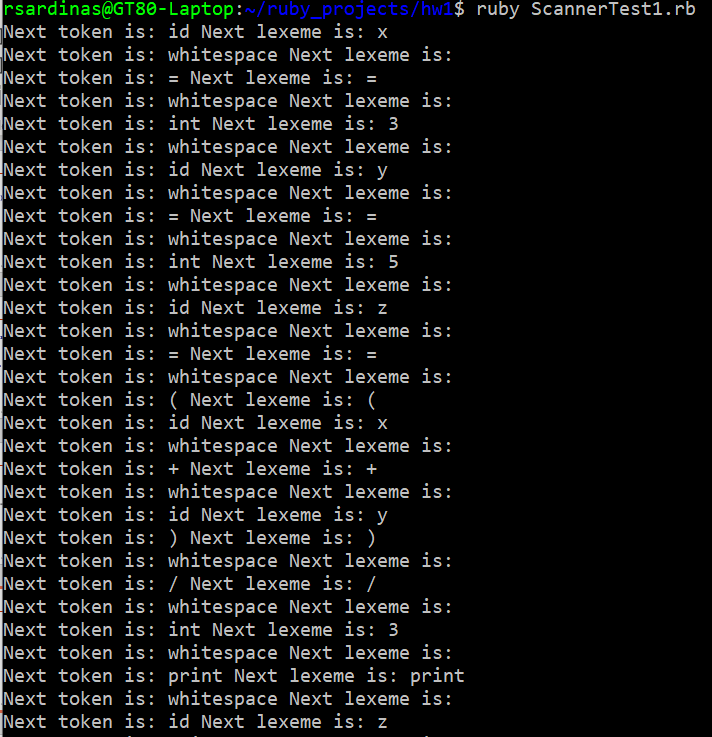 rsardinas@GT80-Laptop:~/ruby_projects/hw1$ ruby ScannerTest1.rb
Next token is: id Next lexeme is: x
Next token is: whitespace Next lexeme is:
Next token is: = Next lexeme is: =
Next token is: whitespace Next lexeme is:
Next token is: int Next lexeme is: 3
Next token is: whitespace Next lexeme is:
Next token is: id Next lexeme is: y
Next token is: whitespace Next lexeme is:
Next token is: = Next lexeme is: =
Next token is: whitespace Next lexeme is:
Next token is: int Next lexeme is: 5
Next token is: whitespace Next lexeme is:
Next token is: id Next lexeme is: z
Next token is: whitespace Next lexeme is:
Next token is: = Next lexeme is: =
Next token is: whitespace Next lexeme is:
Next token is: ( Next lexeme is: (
Next token is: id Next lexeme is: x
Next token is: whitespace Next lexeme is:
Next token is: + Next lexeme is: +
Next token is: whitespace Next lexeme is:
Next token is: id Next lexeme is: y
Next token is: ) Next lexeme is: )
Next token is: whitespace Next lexeme is:
Next token is: / Next lexeme is: /
Next token is: whitespace Next lexeme is:
Next token is: int Next lexeme is: 3
Next token is: whitespace Next lexeme is:
Next token is: print Next lexeme is: print
Next token is: whitespace Next lexeme is:
Next token is: id Next lexeme is: z